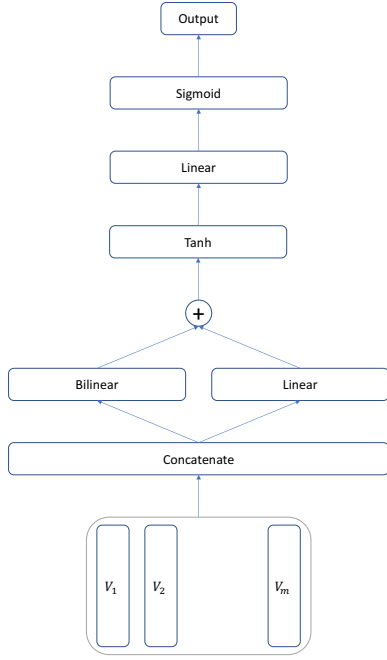 Output
Sigmoid
Linear
Tanh
+
Bilinear
Linear
Concatenate
V1
V2
Vm